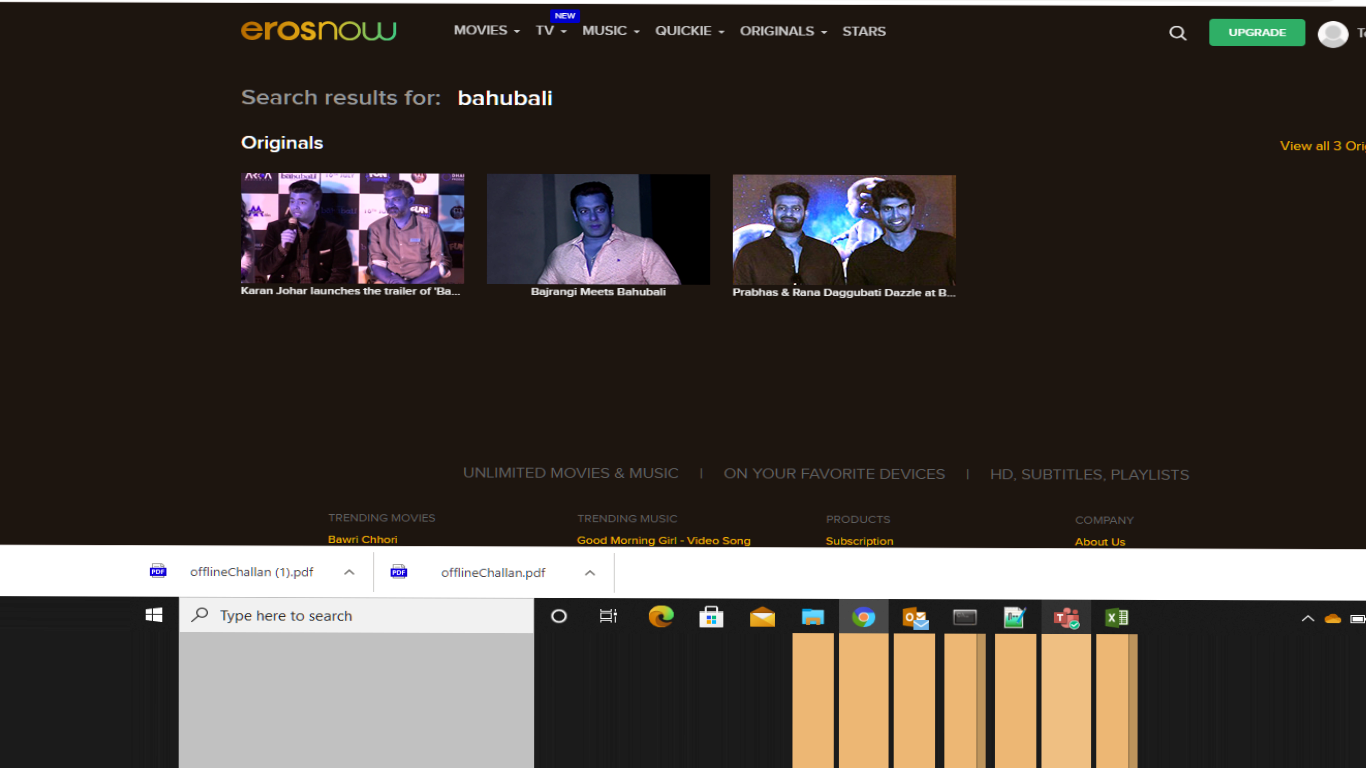 erosnow
MOVIES
TV
NEW
MUSIC
QUICKIE
ORIGINALS
STARS
UPGRADE
Search results for: bahubali
Originals
View all 3 Ori
bahubali
Karan Johar launches the trailer of 'Ba...
Bajrangi Meets Bahubali
Prabhas & Rana Daggubati Dazzle at B...
UNLIMITED MOVIES & MUSIC | ON YOUR FAVORITE DEVICES | HD, SUBTITLES, PLAYLISTS
TRENDING MOVIES
Bawri Chhori
TRENDING MUSIC
Good Morning Girl - Video Song
PRODUCTS
Subscription
COMPANY
About Us
PDF
offlineChallan (1).pdf
PDF
offlineChallan.pdf
Type here to search